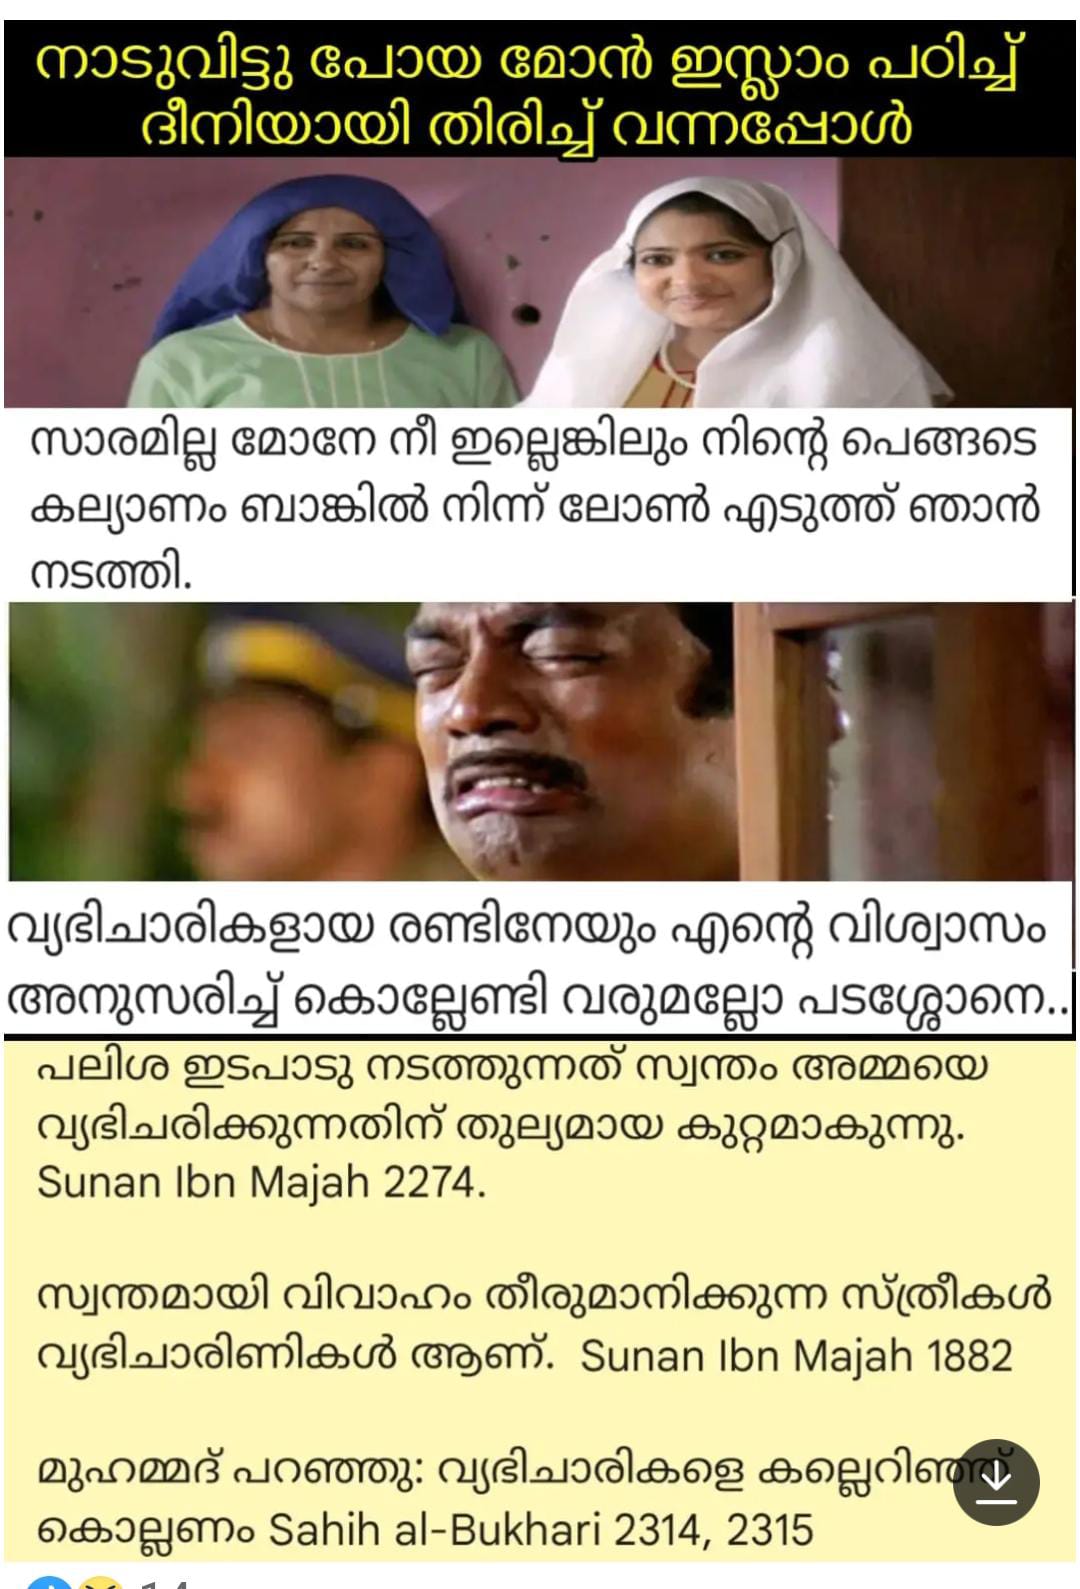 നാടുവിട്ടു പോയ മോൻ ഇസ്ലാം പഠിച്ച്
ദീനിയായി തിരിച്ച് വന്നപ്പോൾ
സാരമില്ല മോനേ നീ ഇല്ലെങ്കിലും നിന്റെ പെങ്ങടെ
കല്യാണം ബാങ്കിൽ നിന്ന് ലോൺ എടുത്ത് ഞാൻ
നടത്തി.
വ്യഭിചാരികളായ രണ്ടിനേയും എന്റെ വിശ്വാസം
അനുസരിച്ച് കൊല്ലേണ്ടി വരുമല്ലോ പടശ്ശോനെ..
പലിശ ഇടപാടു നടത്തുന്നത് സ്വന്തം അമ്മയെ
വ്യഭിചരിക്കുന്നതിന് തുല്യമായ കുറ്റമാകുന്നു.
Sunan Ibn Majah 2274.
സ്വന്തമായി വിവാഹം തീരുമാനിക്കുന്ന സ്ത്രീകൾ
വ്യഭിചാരിണികൾ ആണ്. Sunan Ibn Majah 1882
മുഹമ്മദ് പറഞ്ഞു: വ്യഭിചാരികളെ കല്ലെറിഞ്ഞ്
കൊല്ലണം Sahih al-Bukhari 2314, 2315